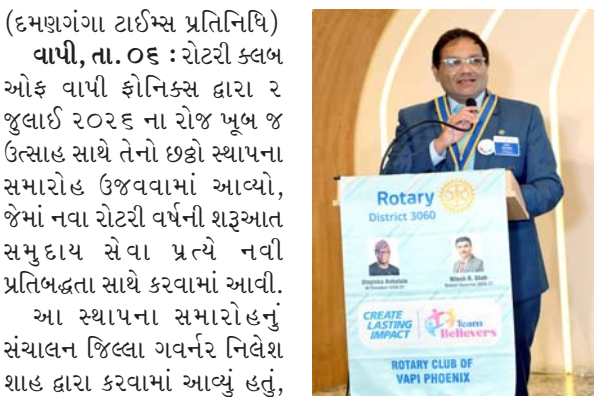 (દમણગંગા ટાઈમ્સ પ્રતિનિધિ)
વાપી, તા. ૦૬ : રોટરી ક્લબ
ઓફ વાપી ફોનિક્સ દ્વારા ૨
જુલાઈ ૨૦૨૬ ના રોજ ખૂબ જ
ઉત્સાહ સાથે તેનો છઠ્ઠો સ્થાપના
સમારોહ ઉજવવામાં આવ્યો,
જેમાં નવા રોટરી વર્ષની શરૂઆત
સમુદાય સેવા પ્રત્યે નવી
પ્રતિબદ્ધતા સાથે કરવામાં આવી.
આ સ્થાપના સમારોહનું
સંચાલન જિલ્લા ગવર્નર નિલેશ
શાહ દ્વારા કરવામાં આવ્યું હતું,
Rotary
District 3060
Olayinka Babalola
Nilesh R. Shah
CREATE
LASTING
IMPACT
Team
Believers
ROTARY CLUB OF
VAPI PHOENIX